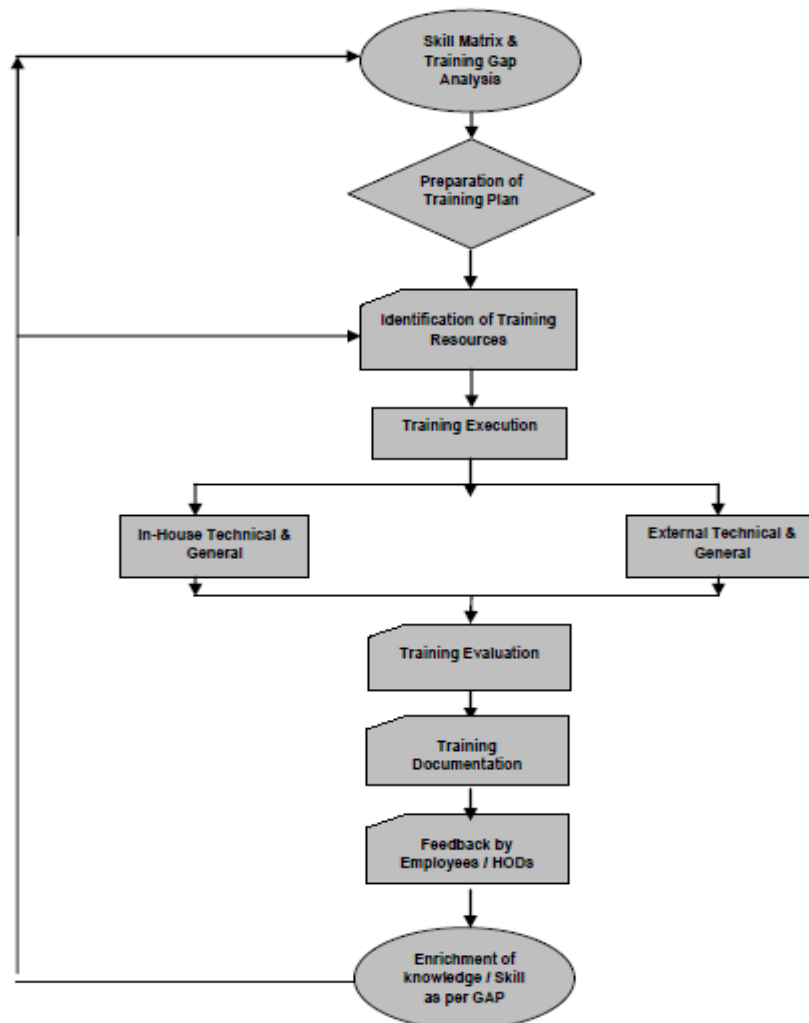 Skill Matrix &
Training Gap
Analysis
Preparation of
Training Plan
Identification of Training
Resources
Training Execution
In-House Technical &
General
External Technical &
General
Training Evaluation
Training
Documentation
Feedback by
Employees / HODs
Enrichment of
knowledge / Skill
as per GAP